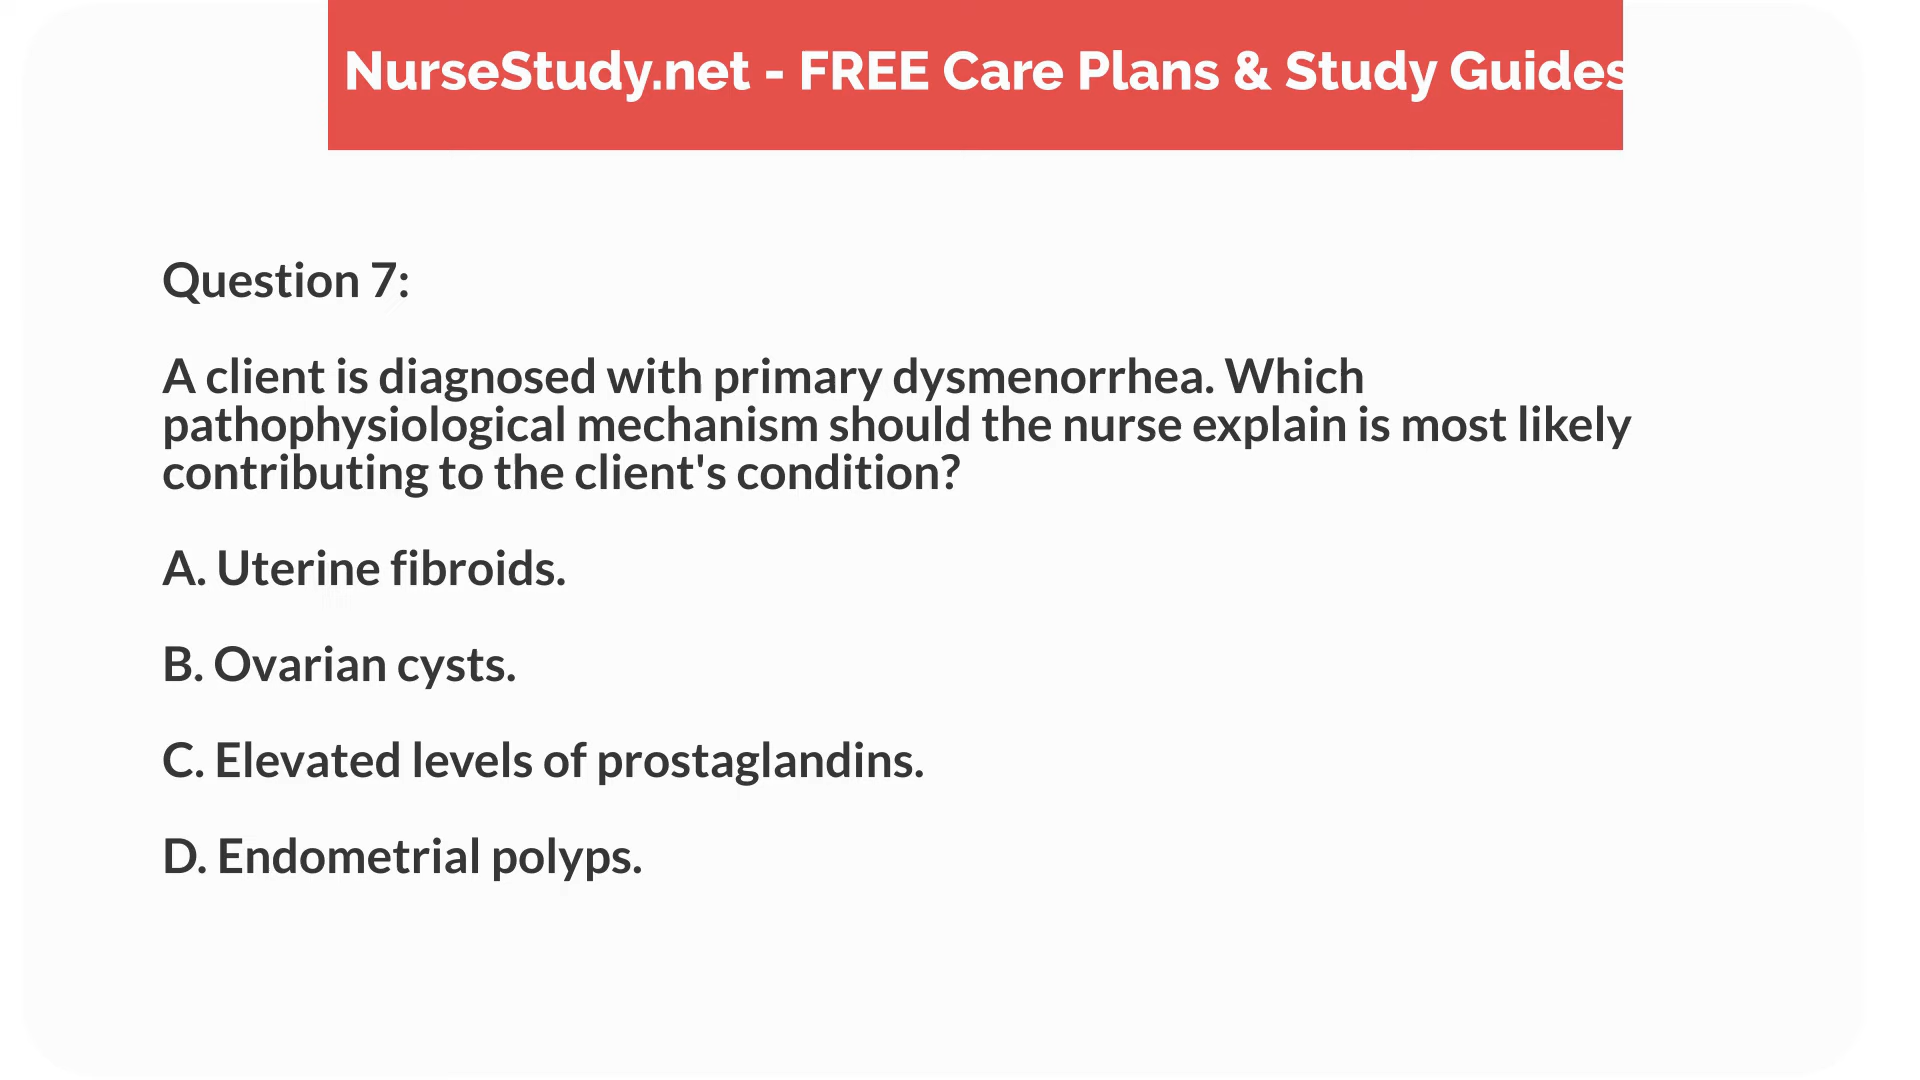 NurseStudy.net - FREE Care Plans & Study Guides
Question 7:
A client is diagnosed with primary dysmenorrhea. Which
pathophysiological mechanism should the nurse explain is most likely
contributing to the client's condition?
A. Uterine fibroids.
B. Ovarian cysts.
C. Elevated levels of prostaglandins.
D. Endometrial polyps.